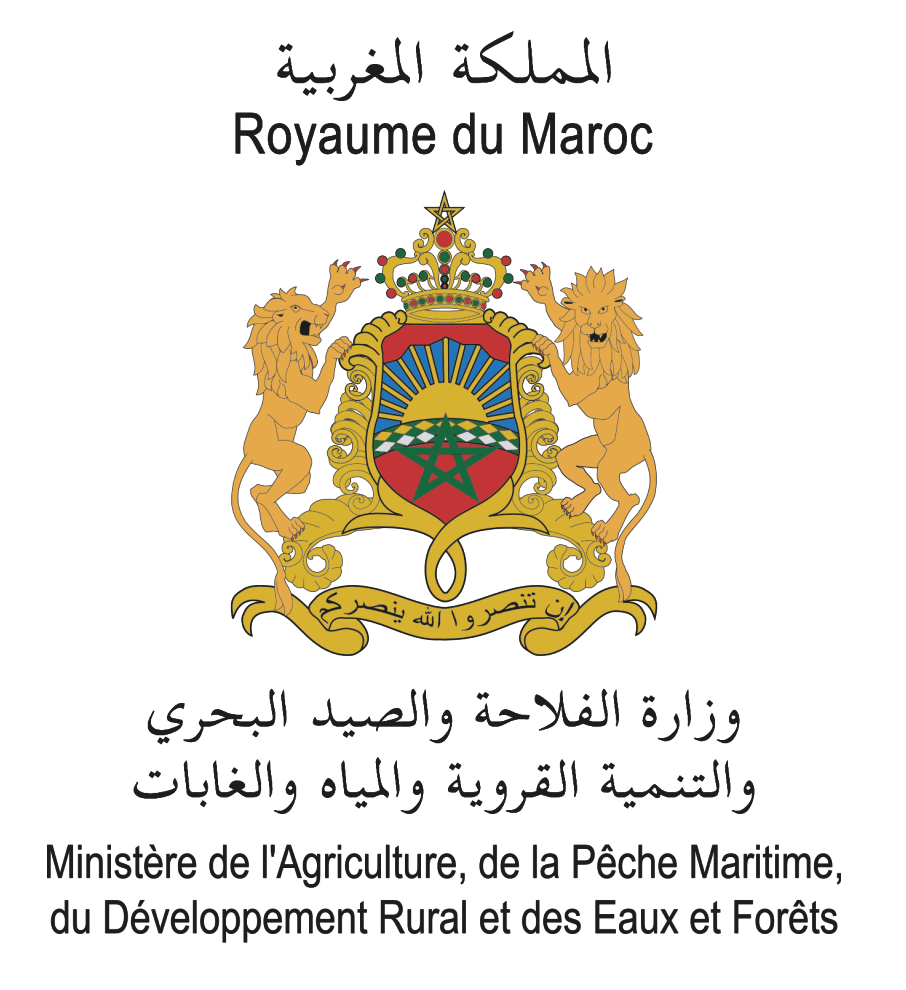 المملكة المغربية
Royaume du Maroc
إن تنصروا الله ينصركم
وزارة الفلاحة والصيد البحري
والتنمية القروية والمياه والغابات
Ministère de l'Agriculture, de la Pêche Maritime,
du Développement Rural et des Eaux et Forêts